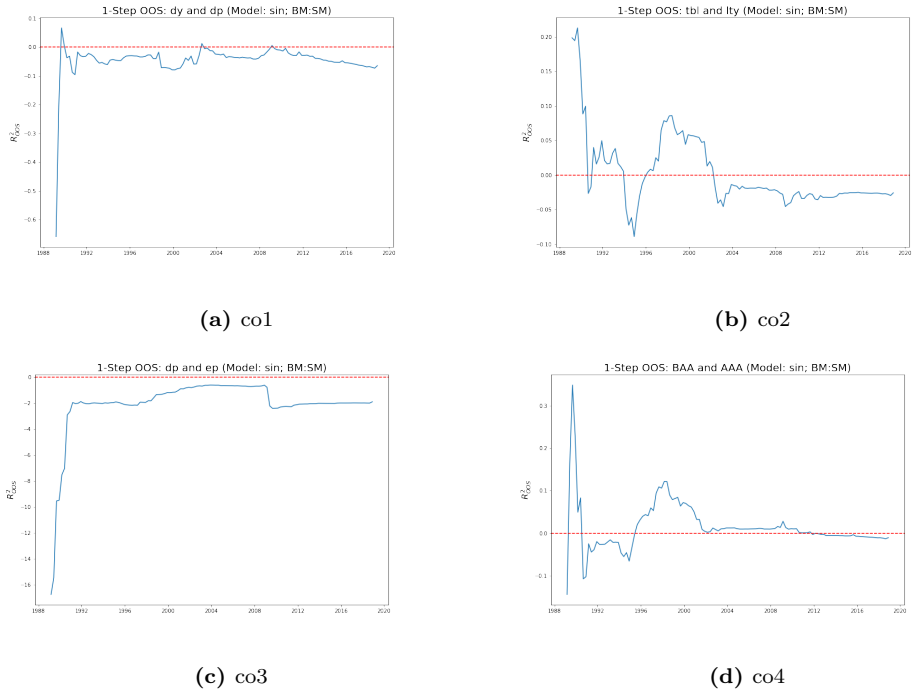 1-Step OOS: dy and dp (Model: sin; BM:SM)
0.1
0.0
−0.1
−0.2
−0.3
−0.4
−0.5
−0.6
R²OOS
1988 1992 1996 2000 2004 2008 2012 2016 2020
(a) co1
1-Step OOS: tbl and lty (Model: sin; BM:SM)
0.20
0.15
0.10
0.05
0.00
−0.05
−0.10
R²OOS
1988 1992 1996 2000 2004 2008 2012 2016 2020
(b) co2
1-Step OOS: dp and ep (Model: sin; BM:SM)
0
−2
−4
−6
−8
−10
−12
−14
−16
R²OOS
1988 1992 1996 2000 2004 2008 2012 2016 2020
(c) co3
1-Step OOS: BAA and AAA (Model: sin; BM:SM)
0.3
0.2
0.1
0.0
−0.1
R²OOS
1988 1992 1996 2000 2004 2008 2012 2016 2020
(d) co4